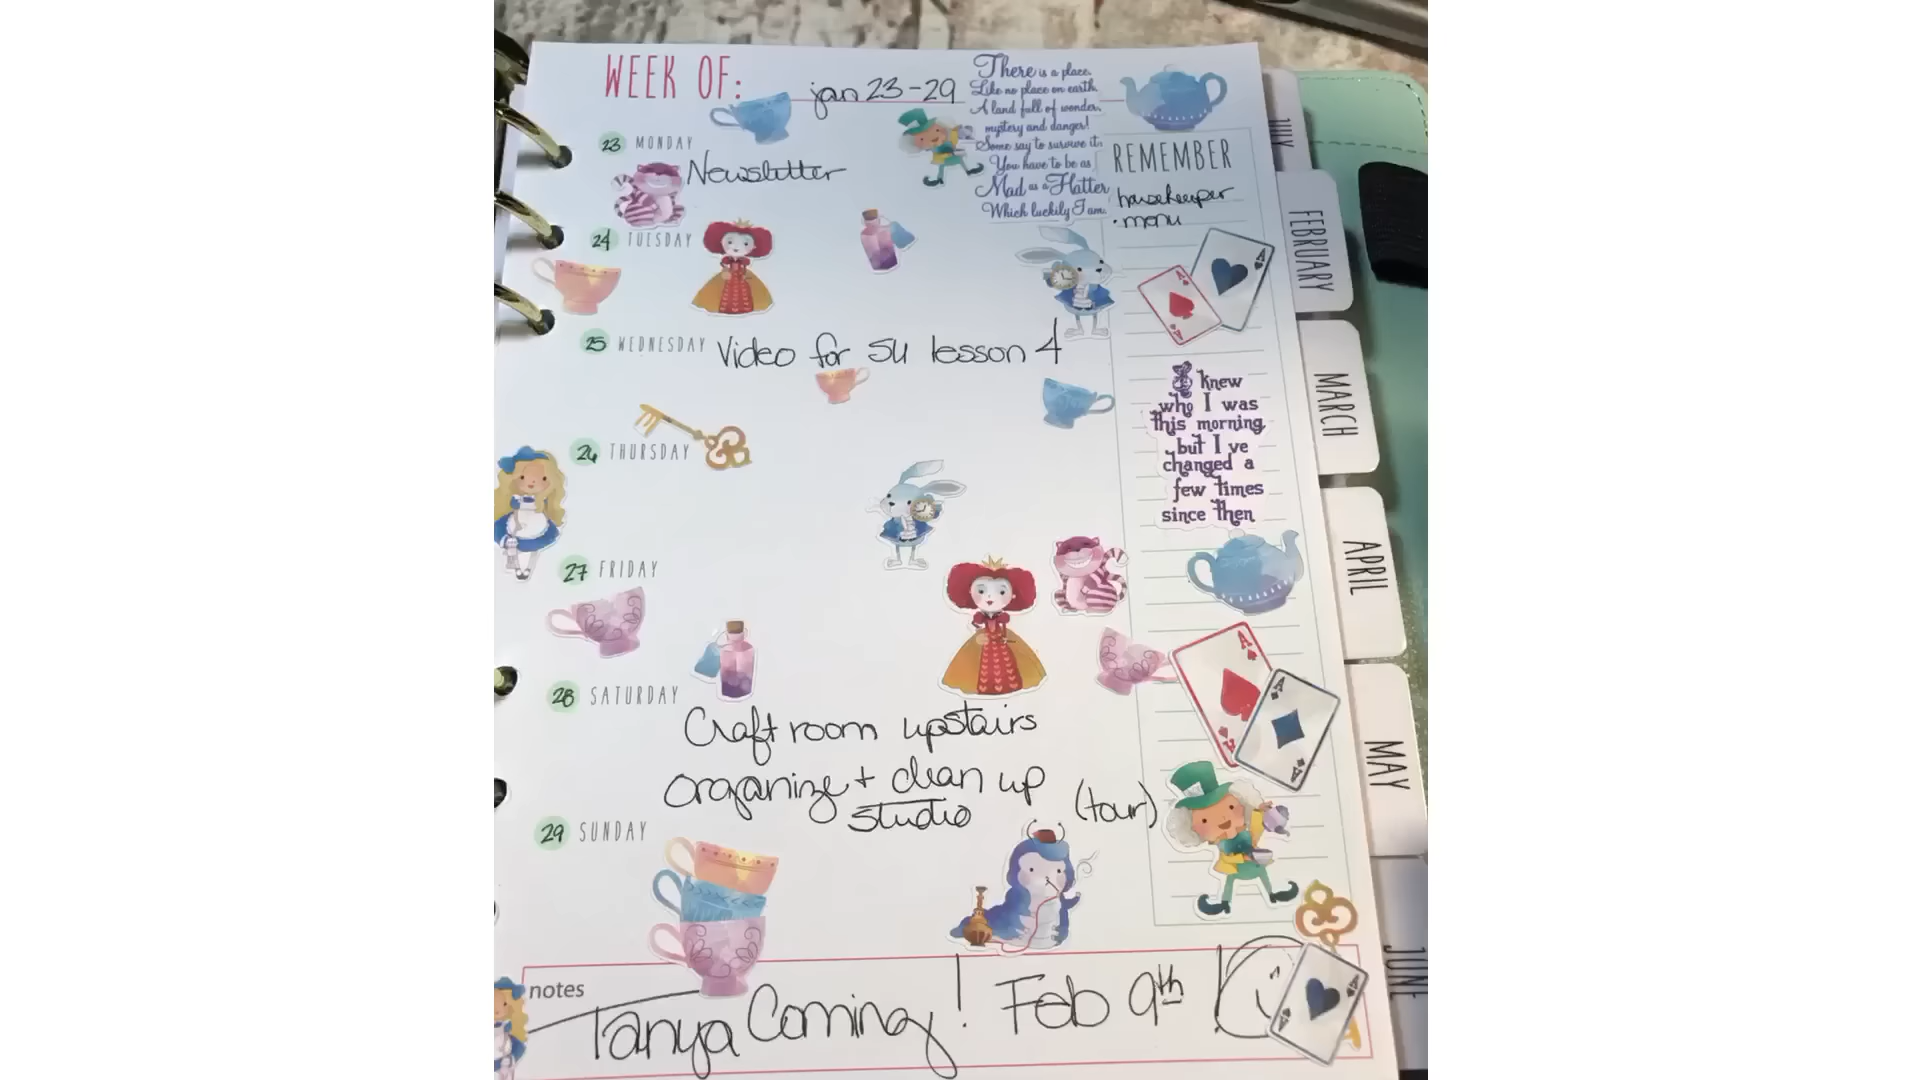 WEEK OF: jan 23-29
There is a place.
Like no place on earth.
A land full of wonder,
mystery and danger!
Some say to survive it:
You have to be as
Mad as a Hatter
Which luckily I am.
23 MONDAY
Newsletter
REMEMBER
housekeeper
• menu
24 TUESDAY
25 WEDNESDAY Video for SU lesson 4
I knew
who I was
this morning
but I've
changed a
few times
since then
26 THURSDAY
27 FRIDAY
28 SATURDAY
Craft room upstairs
organize + clean up
studio (tour)
29 SUNDAY
notes
Tanya Coming! Feb 9th!
FEBRUARY
MARCH
APRIL
MAY
JUNE
A
A
A
A
A
A
A
A
A
A